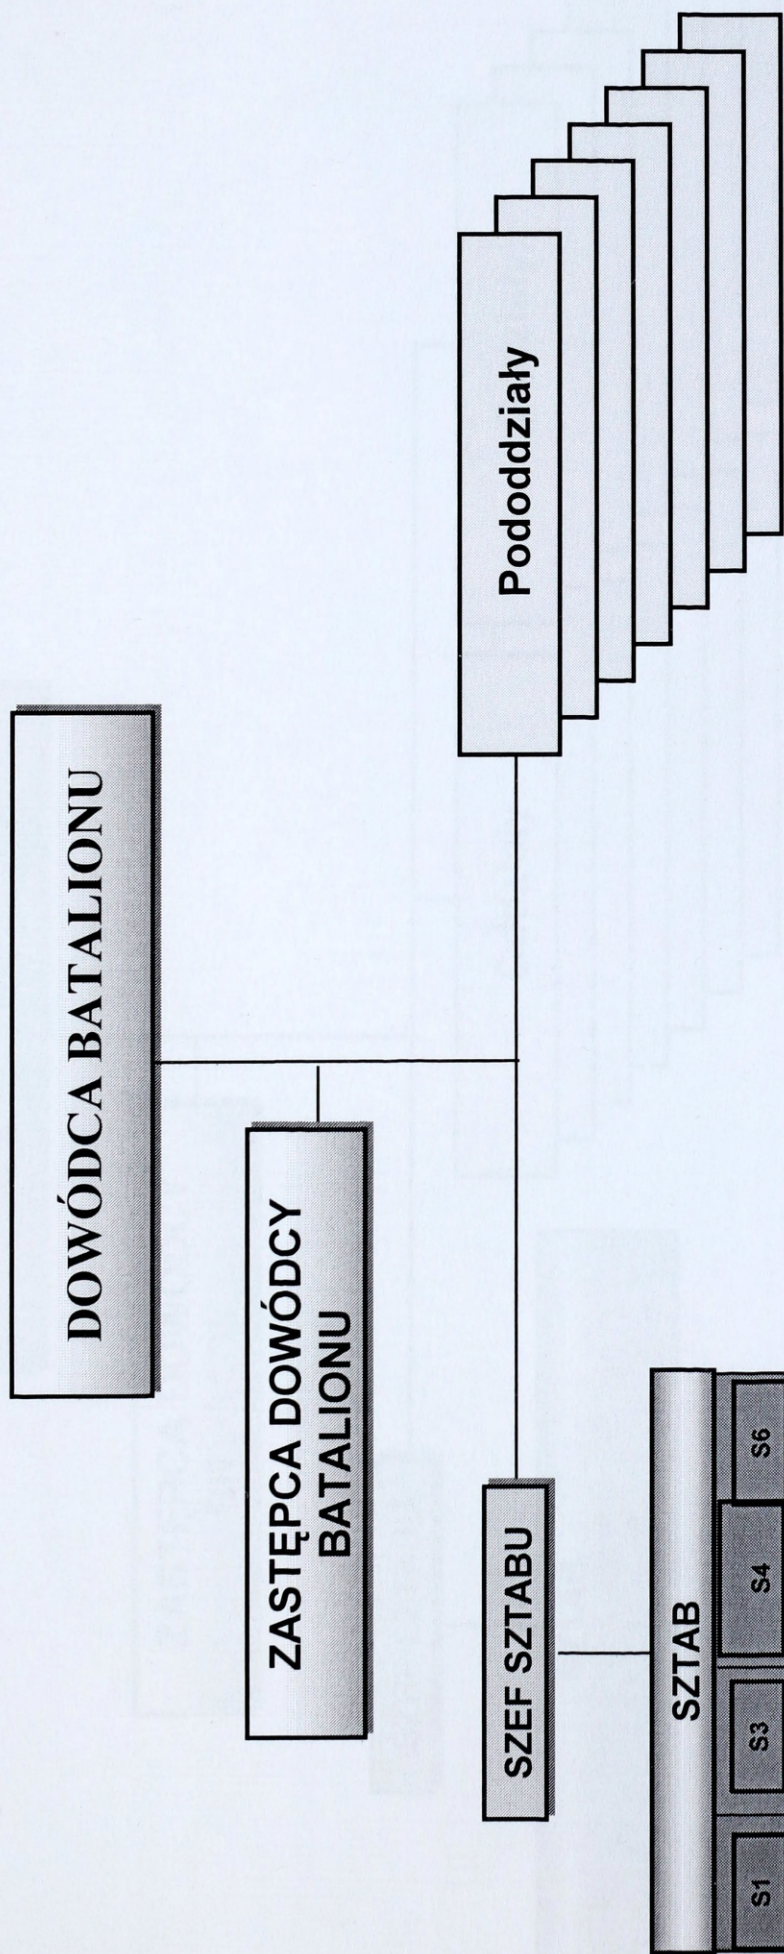 DOWÓDCA BATALIONU
ZASTĘPCA DOWÓDCY
BATALIONU
SZEF SZTABU
Pododdziały
SZTAB
S1
S3
S4
S6